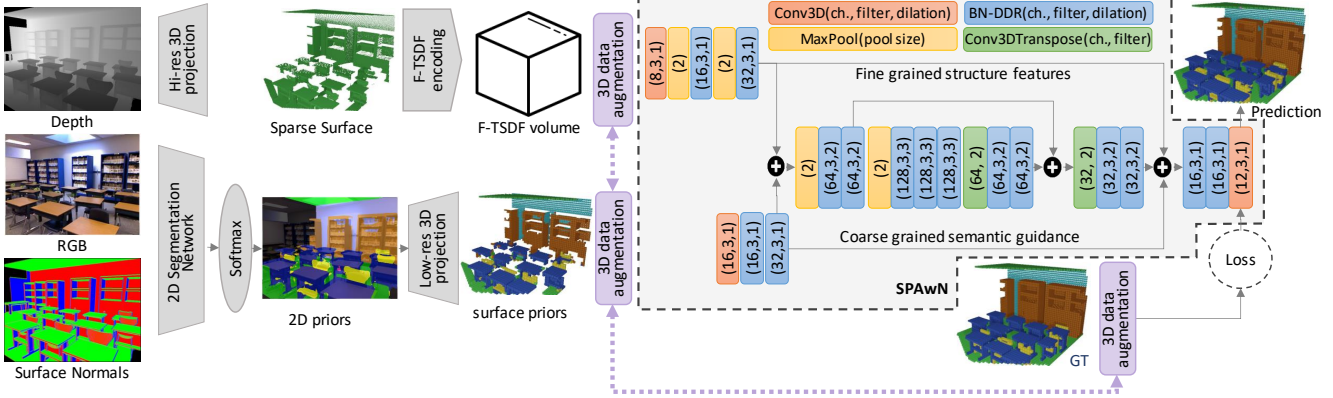 Depth
Hi-res 3D
projection
Sparse Surface
F-TSDF
encoding
F-TSDF volume
3D data
augmentation
RGB
Surface Normals
2D Segmentation
Network
Softmax
2D priors
Low-res 3D
projection
surface priors
3D data
augmentation
Conv3D(ch., filter, dilation)
BN-DDR(ch., filter, dilation)
MaxPool(pool size)
Conv3DTranspose(ch., filter)
(8,3,1)
(2)
(16,3,1)
(2)
(32,3,1)
Fine grained structure features
(2)
(64,3,2)
(64,3,2)
(2)
(128,3,3)
(128,3,3)
(128,3,3)
(64, 2)
(64,3,2)
(64,3,2)
(32, 2)
(32,3,2)
(32,3,2)
(16,3,1)
(16,3,1)
(12,3,1)
(16,3,1)
(16,3,1)
(32,3,1)
Coarse grained semantic guidance
SPAwN
Prediction
Loss
GT
3D data
augmentation